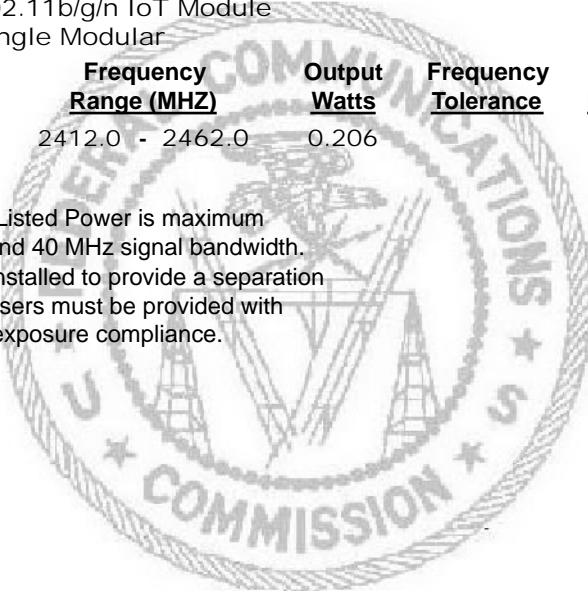 02.11b/g/n IoT Module
ngle Modular
Frequency Output Frequency
Range (MHZ) Watts Tolerance
2412.0 - 2462.0 0.206
Listed Power is maximum
nd 40 MHz signal bandwidth.
nstalled to provide a separation
sers must be provided with
exposure compliance.
FEDERAL COMMUNICATIONS
U S
COMMISSION
-